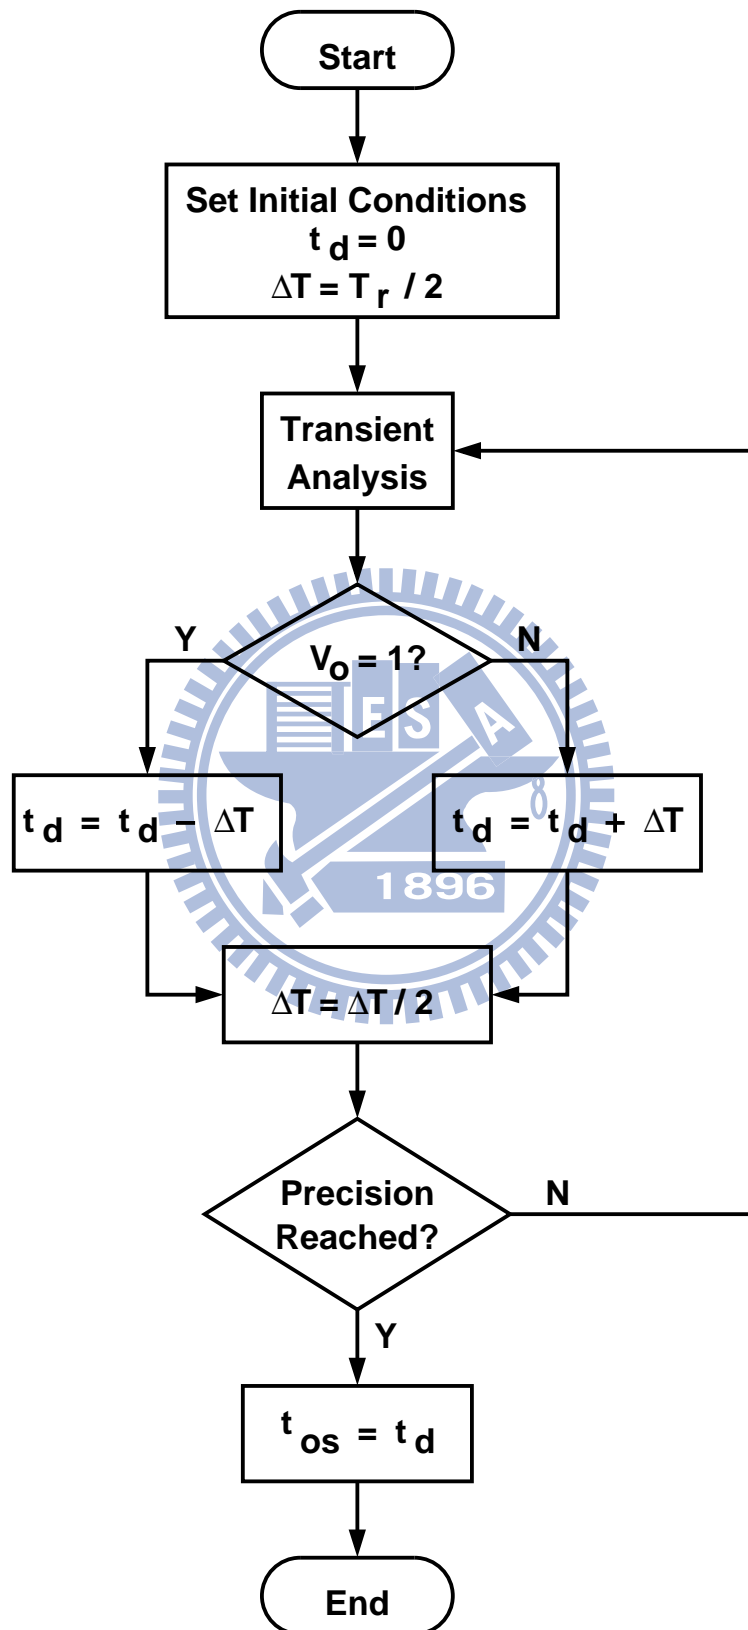 Start
Set Initial Conditions
t d = 0
ΔT = T r / 2
Transient
Analysis
Y
N
V o = 1?
E S A
t d = t d − ΔT
t d = t d + ΔT
1896
ΔT = ΔT / 2
Precision
Reached?
N
Y
t os = t d
End